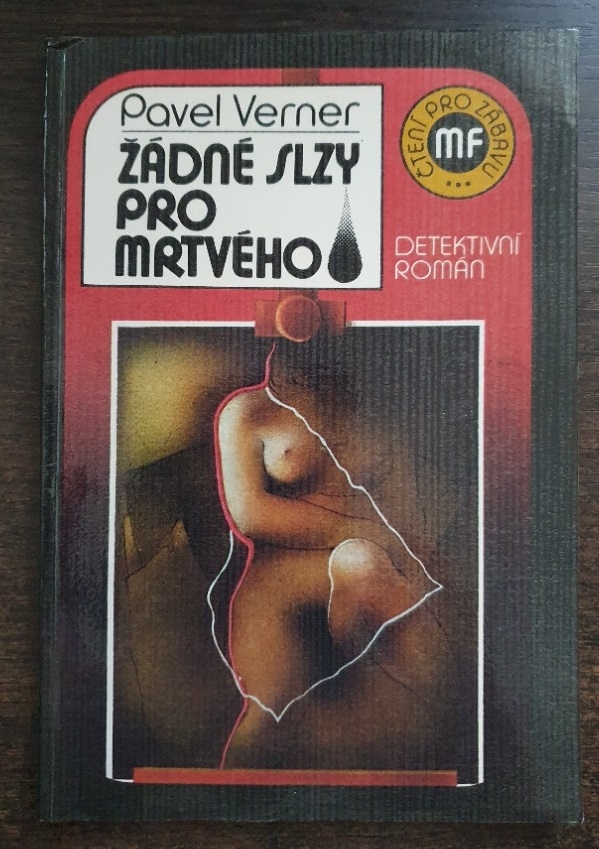 Pavel Verner
ŽÁDNÉ SLZY
PRO
MRTVÉHO
ČTENÍ PRO ZÁBAVU
MF
DETEKTIVNÍ
ROMÁN